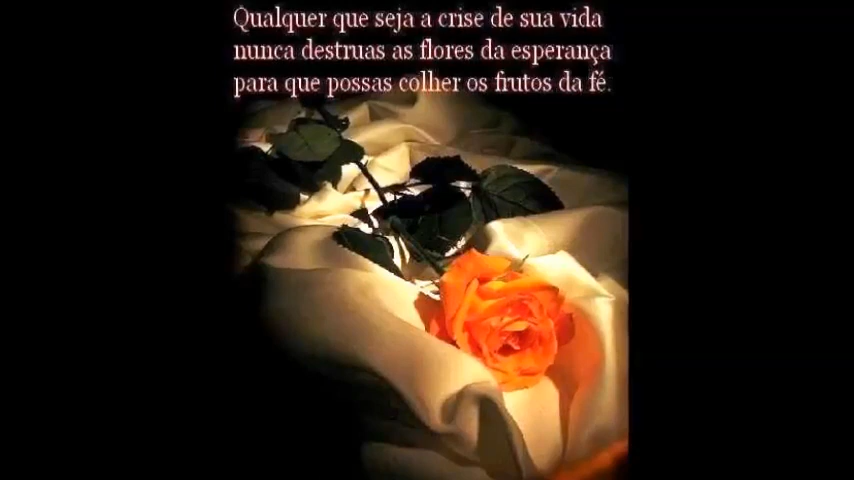 Qualquer que seja a crise de sua vida
nunca destruas as flores da esperança
para que possas colher os frutos da fé.